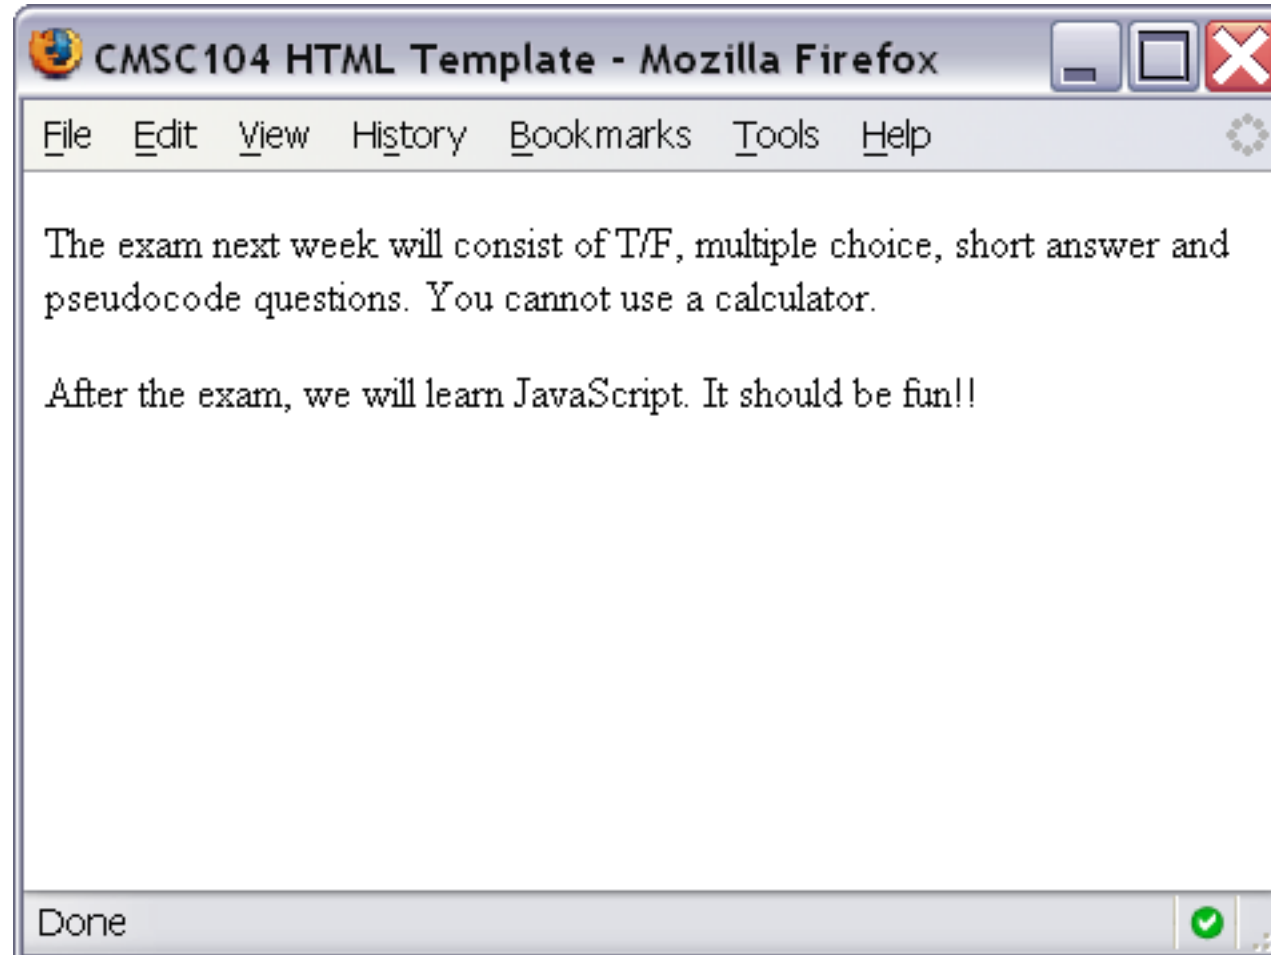 CMSC104 HTML Template - Mozilla Firefox
File Edit View History Bookmarks Tools Help
The exam next week will consist of T/F, multiple choice, short answer and
pseudocode questions. You cannot use a calculator.
After the exam, we will learn JavaScript. It should be fun!!
Done